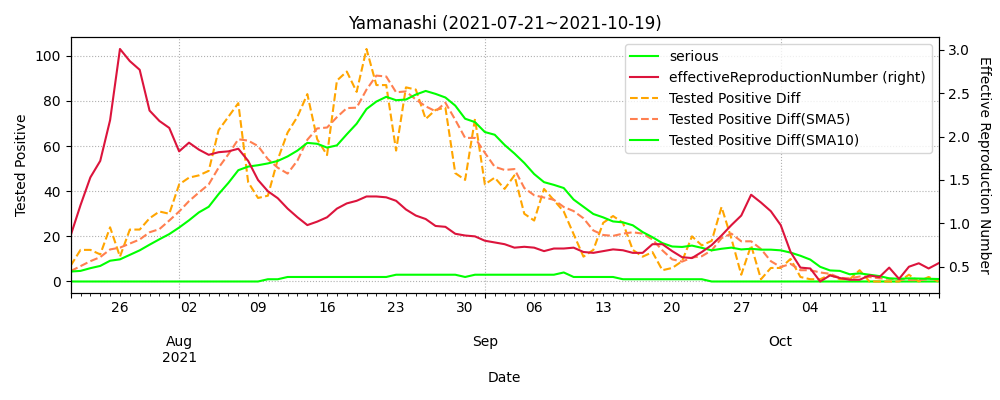 Yamanashi (2021-07-21~2021-10-19)
100
80
60
40
20
0
Tested Positive
3.0
2.5
2.0
1.5
1.0
0.5
Effective Reproduction Number
serious
effectiveReproductionNumber (right)
Tested Positive Diff
Tested Positive Diff(SMA5)
Tested Positive Diff(SMA10)
26 02 09 16 23 30 06 13 20 27 04 11
Aug Sep Oct
2021
Date